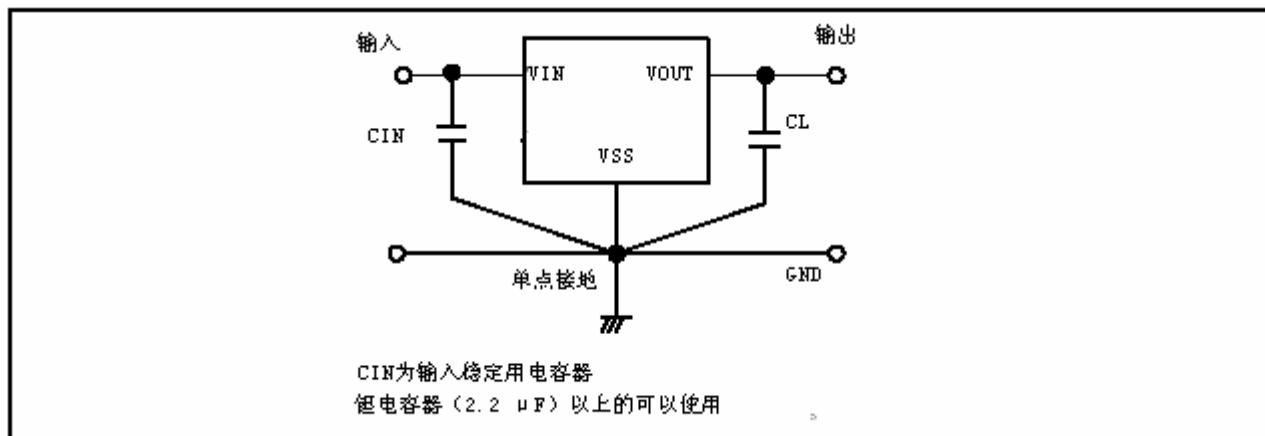 输入
输出
VIN
VOUT
CIN
CL
VSS
单点接地
GND
CIN为输入稳定用电容器
钽电容器（2.2 μF）以上的可以使用